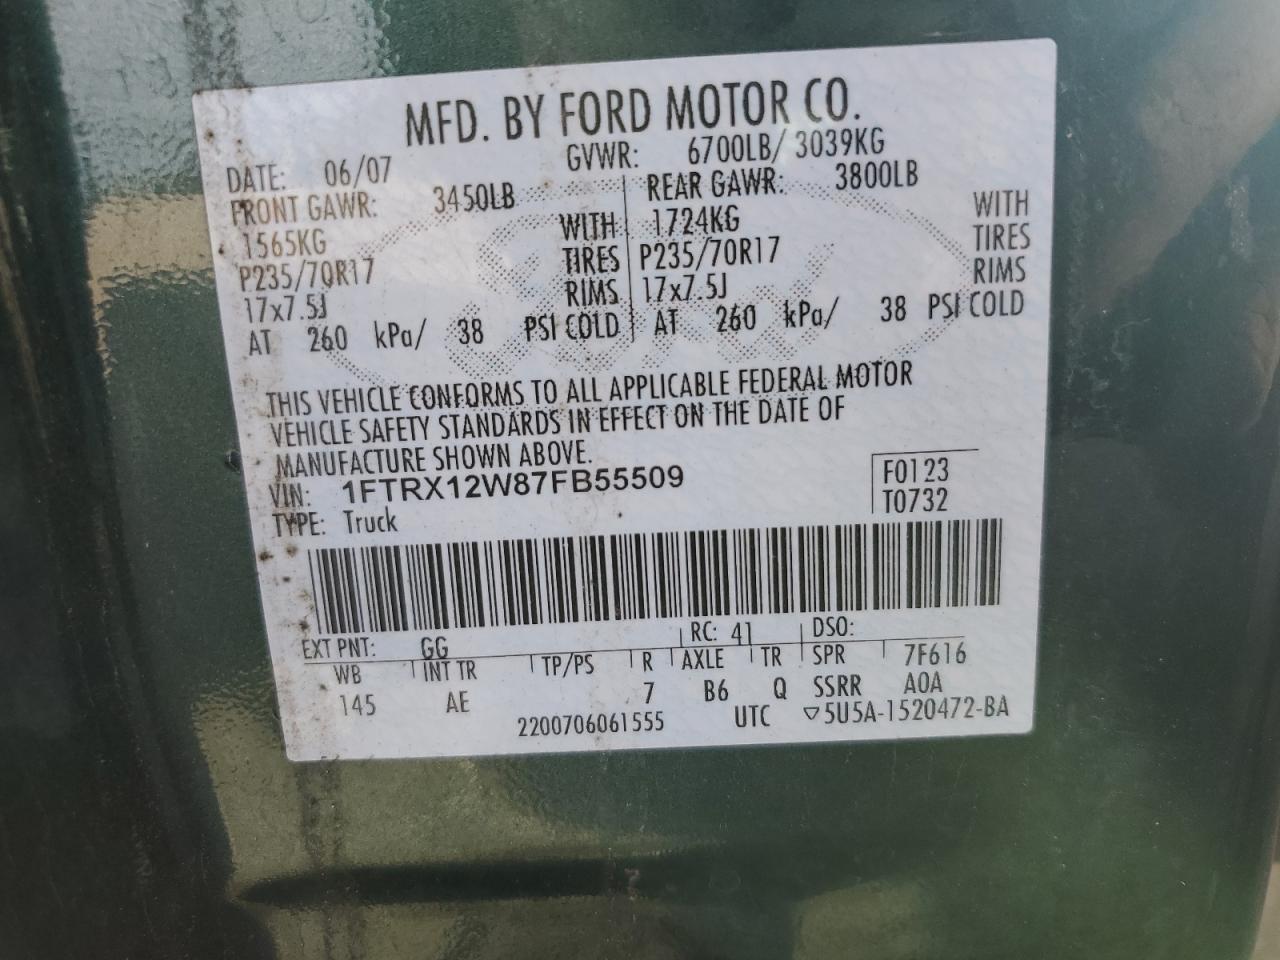 MFD. BY FORD MOTOR CO.
DATE: 06/07 GVWR: 6700LB/ 3039KG
FRONT GAWR: 3450LB REAR GAWR: 3800LB
1565KG WITH 1724KG WITH
P235/70R17 TIRES P235/70R17 TIRES
17x7.5J RIMS 17x7.5J RIMS
AT 260 kPa/ 38 PSI COLD AT 260 kPa/ 38 PSI COLD
THIS VEHICLE CONFORMS TO ALL APPLICABLE FEDERAL MOTOR
VEHICLE SAFETY STANDARDS IN EFFECT ON THE DATE OF
MANUFACTURE SHOWN ABOVE.
VIN: 1FTRX12W87FB55509 F0123
TYPE: Truck T0732
EXT PNT: GG RC: 41 DSO:
WB INT TR TP/PS R AXLE TR SPR 7F616
145 AE 7 B6 Q SSRR A0A
2200706061555 UTC ▽5U5A-1520472-BA